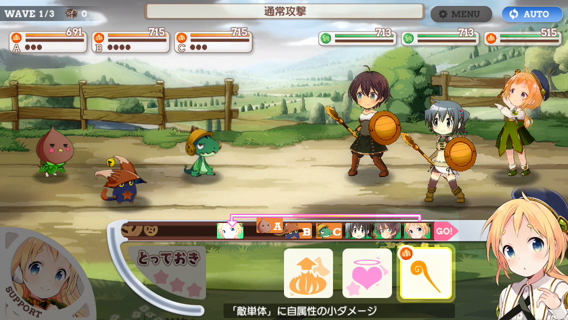 WAVE 1/3
0
通常攻撃
MENU
AUTO
691
715
715
A
B
C
713
713
515
A
B
C
GO!
とっておき
SUPPORT
「敵単体」に自属性の小ダメージ